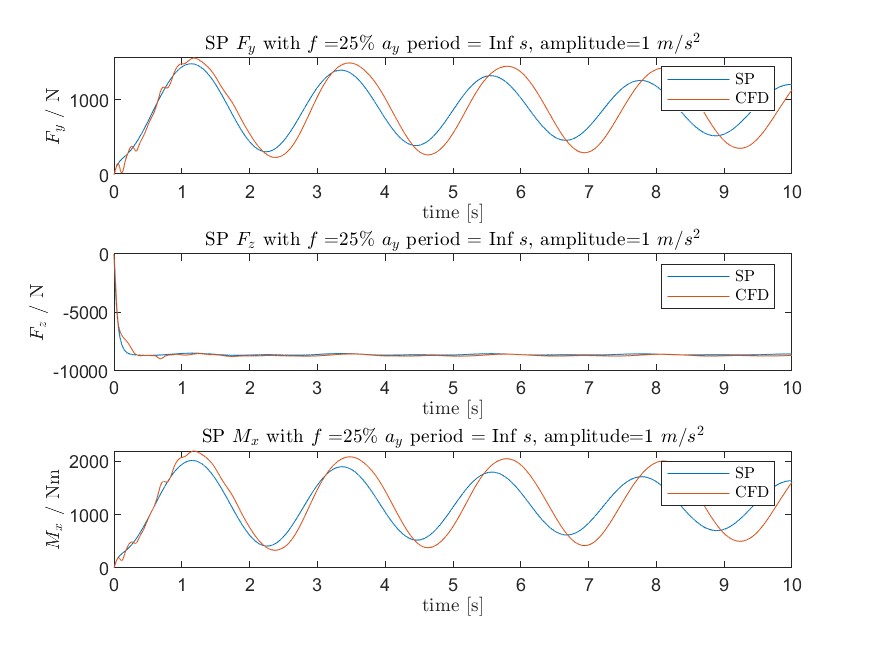 SP F_y with f =25% a_y period = Inf s, amplitude=1 m/s^2
F_y / N
1000
0
SP
CFD
0 1 2 3 4 5 6 7 8 9 10
time [s]
SP F_z with f =25% a_y period = Inf s, amplitude=1 m/s^2
F_z / N
0
-5000
-10000
SP
CFD
0 1 2 3 4 5 6 7 8 9 10
time [s]
SP M_x with f =25% a_y period = Inf s, amplitude=1 m/s^2
M_x / Nm
2000
1000
0
SP
CFD
0 1 2 3 4 5 6 7 8 9 10
time [s]